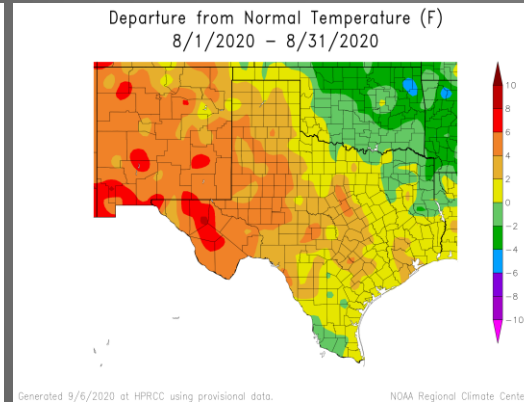 Departure from Normal Temperature (F)
8/1/2020 – 8/31/2020
10
8
6
4
2
0
-2
-4
-6
-8
-10
Generated 9/6/2020 at HPRCC using provisional data.
NOAA Regional Climate Cente